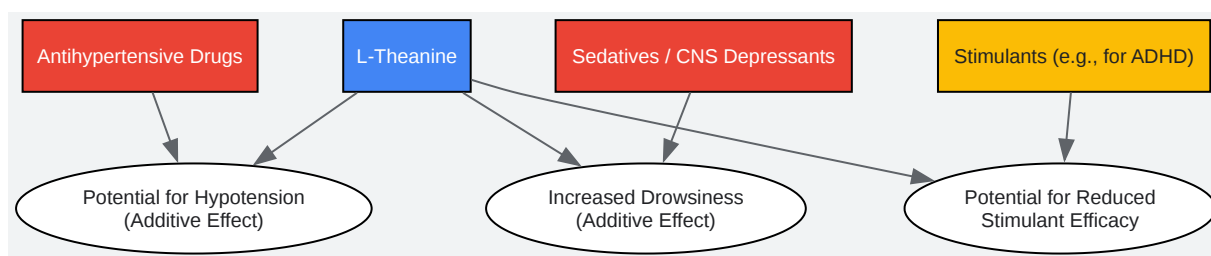 Antihypertensive Drugs
L-Theanine
Sedatives / CNS Depressants
Stimulants (e.g., for ADHD)
Potential for Hypotension
(Additive Effect)
Increased Drowsiness
(Additive Effect)
Potential for Reduced
Stimulant Efficacy